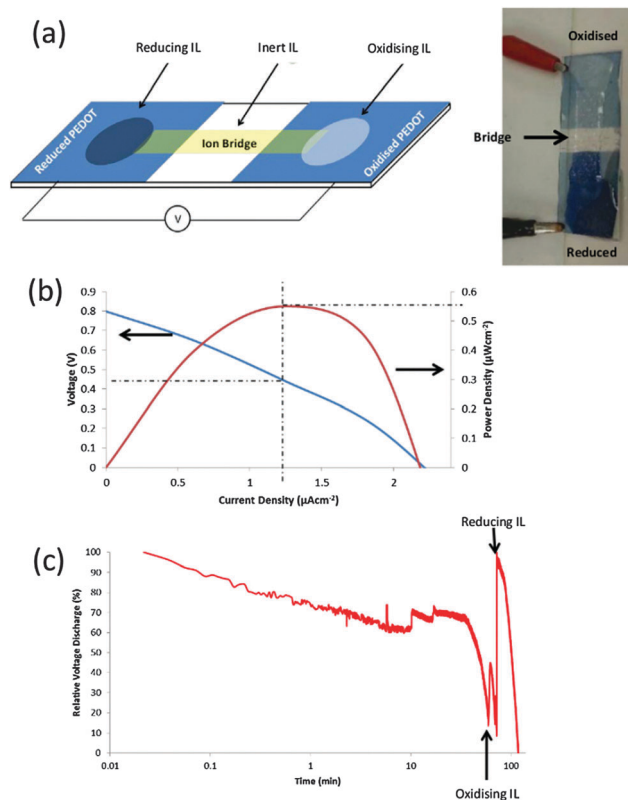 (a)
Reducing IL
Inert IL
Oxidising IL
Reduced PEDOT
Ion Bridge
Oxidised PEDOT
V
Oxidised
Bridge
Reduced
(b)
0.9
0.8
0.7
0.6
0.5
0.4
0.3
0.2
0.1
0
Voltage (V)
0.6
0.5
0.4
0.3
0.2
0.1
0
Power Density (µWcm⁻²)
0 0.5 1 1.5 2
Current Density (µAcm⁻²)
(c)
Reducing IL
100
90
80
70
60
50
40
30
20
10
0
Relative Voltage Discharge (%)
0.01 0.1 1 10 100
Time (min)
Oxidising IL